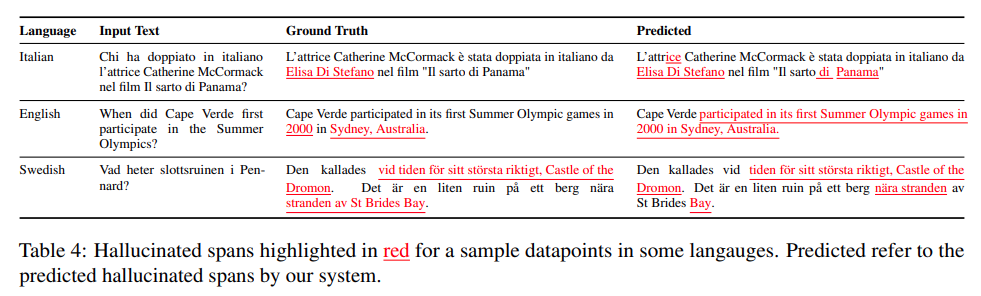 Language Input Text Ground Truth Predicted
Italian Chi ha doppiato in italiano L'attrice Catherine McCormack è stata doppiata in italiano da L'attrice Catherine McCormack è stata doppiata in italiano da
l'attrice Catherine McCormack Elisa Di Stefano nel film "Il sarto di Panama" Elisa Di Stefano nel film "Il sarto di Panama"
nel film Il sarto di Panama?
English When did Cape Verde first Cape Verde participated in its first Summer Olympic games in Cape Verde participated in its first Summer Olympic games in
participate in the Summer 2000 in Sydney, Australia. 2000 in Sydney, Australia.
Olympics?
Swedish Vad heter slottsruinen i Pen- Den kallades vid tiden för sitt största riktigt, Castle of the Den kallades vid tiden för sitt största riktigt, Castle of the
nard? Dromon. Det är en liten ruin på ett berg nära Dromon. Det är en liten ruin på ett berg nära stranden av
stranden av St Brides Bay. St Brides Bay.
Table 4: Hallucinated spans highlighted in red for a sample datapoints in some langauges. Predicted refer to the
predicted hallucinated spans by our system.